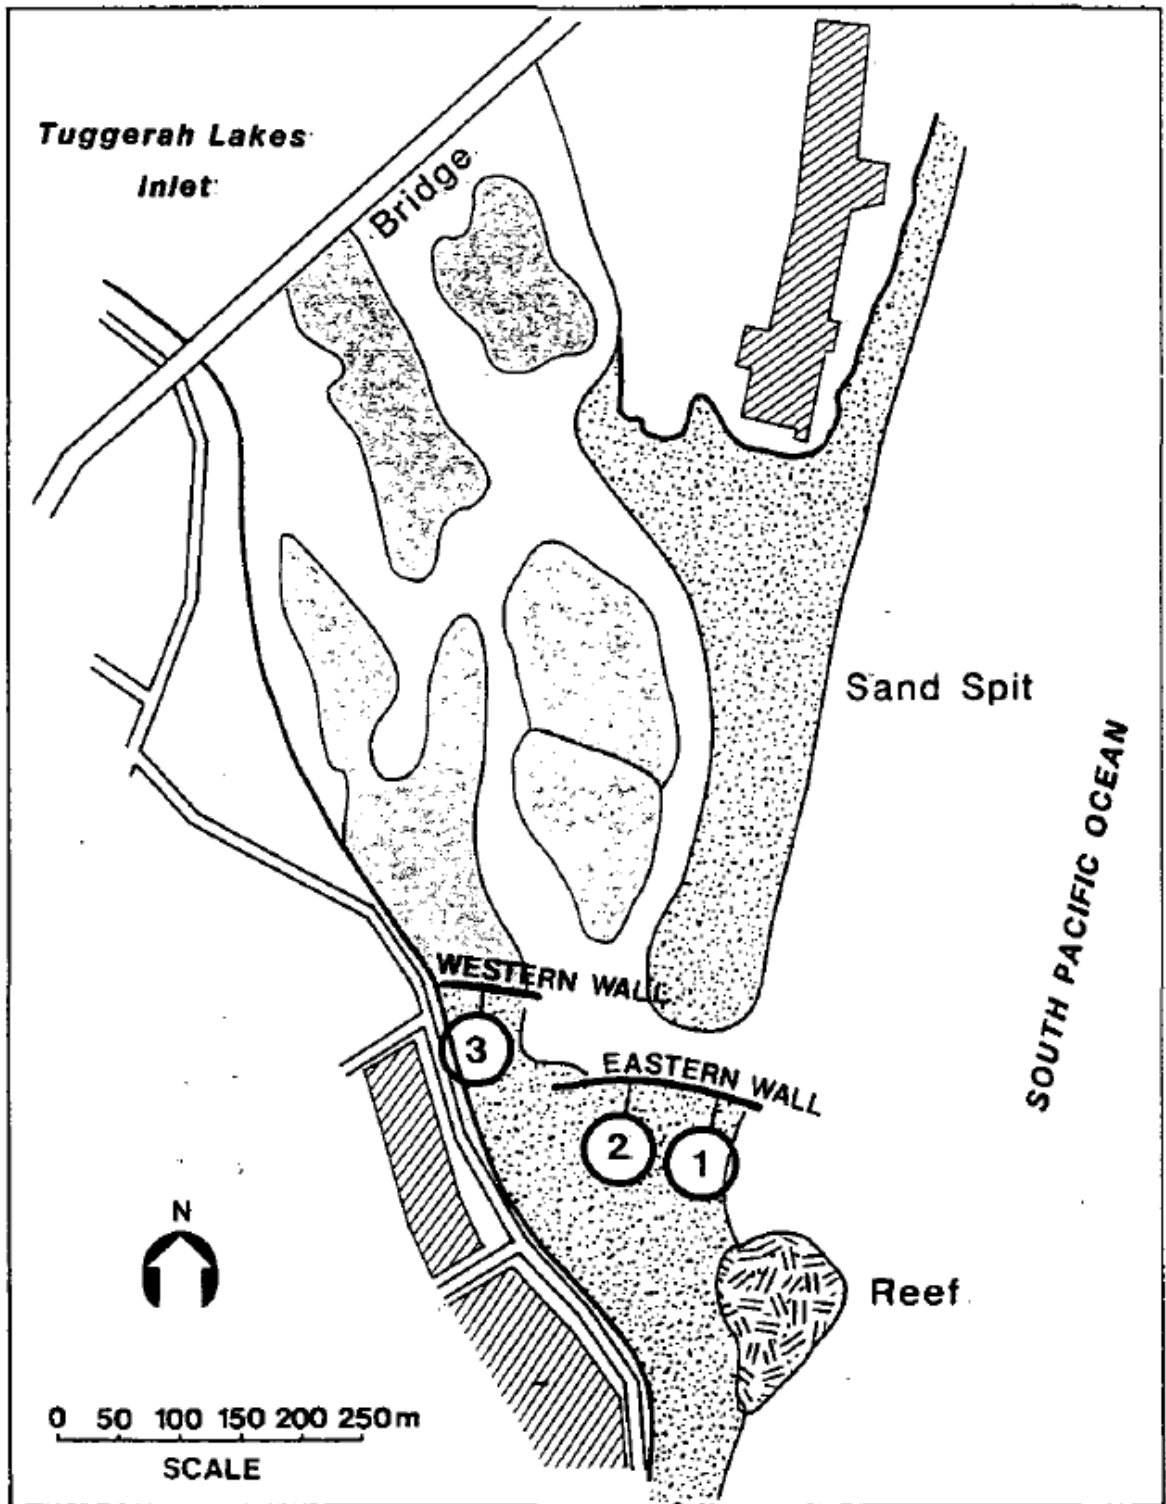 Tuggerah Lakes
Inlet
Bridge
Sand Spit
SOUTH PACIFIC OCEAN
WESTERN WALL
3
EASTERN WALL
2
1
N
Reef
0 50 100 150 200 250m
SCALE